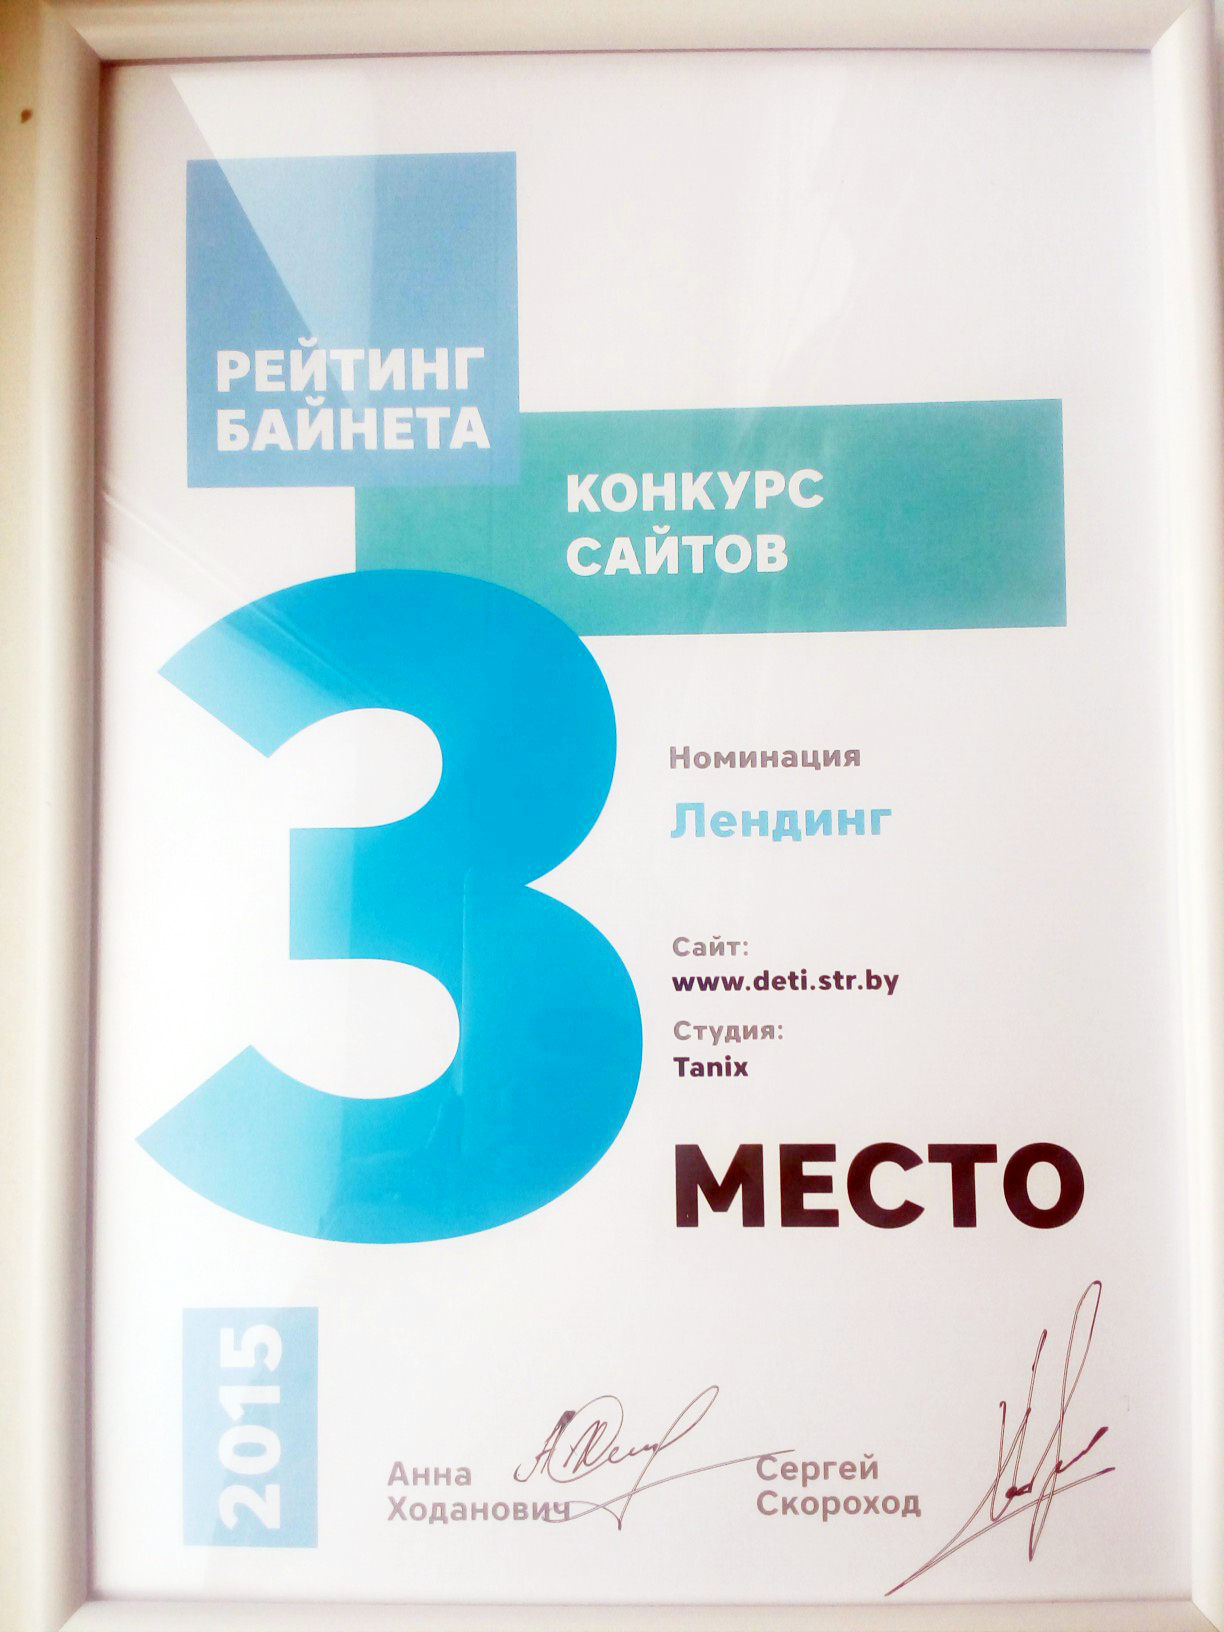 РЕЙТИНГ
БАЙНЕТА
КОНКУРС
САЙТОВ
3
Номинация
Лендинг
Сайт:
www.deti.str.by
Студия:
Tanix
МЕСТО
2015
Анна
Ходанович
Сергей
Скороход